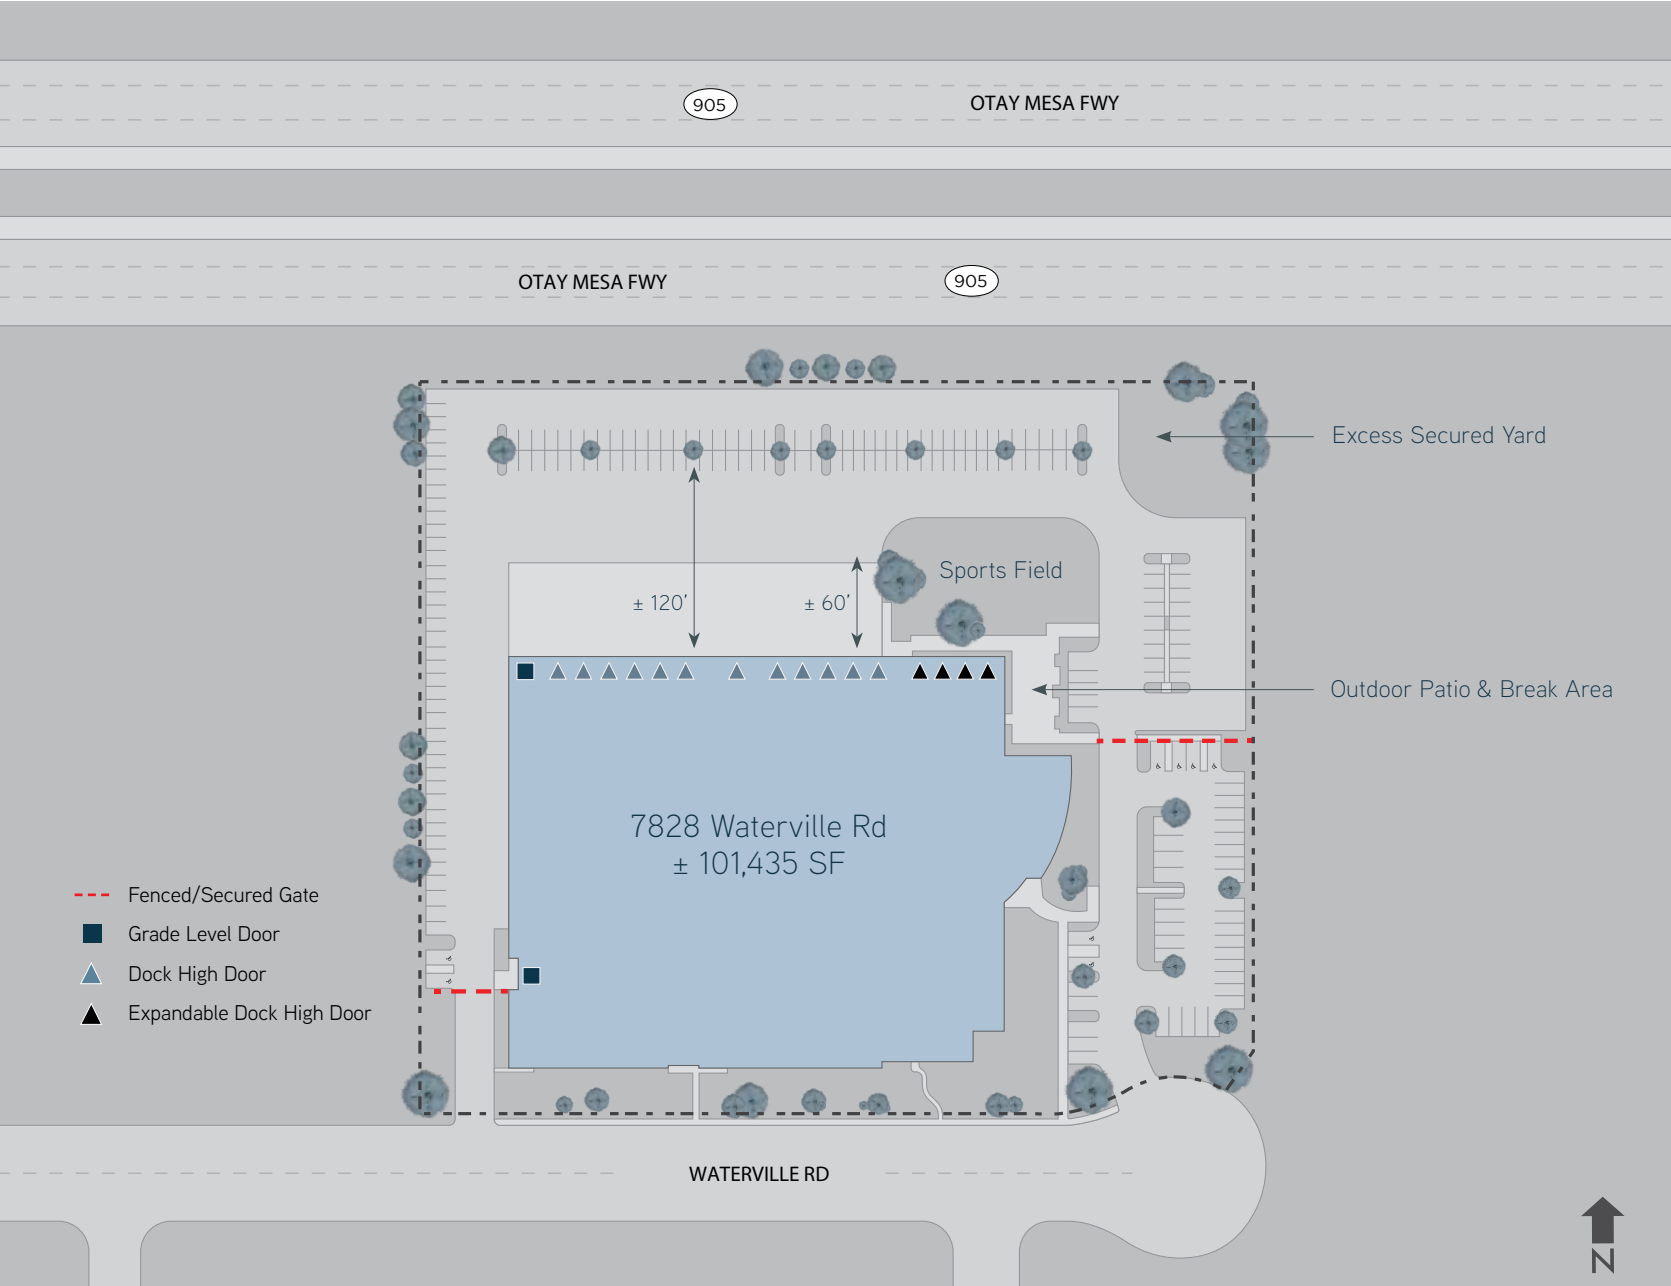 905
OTAY MESA FWY
OTAY MESA FWY
905
Excess Secured Yard
Sports Field
± 120’
± 60’
Outdoor Patio & Break Area
7828 Waterville Rd
± 101,435 SF
Fenced/Secured Gate
Grade Level Door
Dock High Door
Expandable Dock High Door
WATERVILLE RD
N